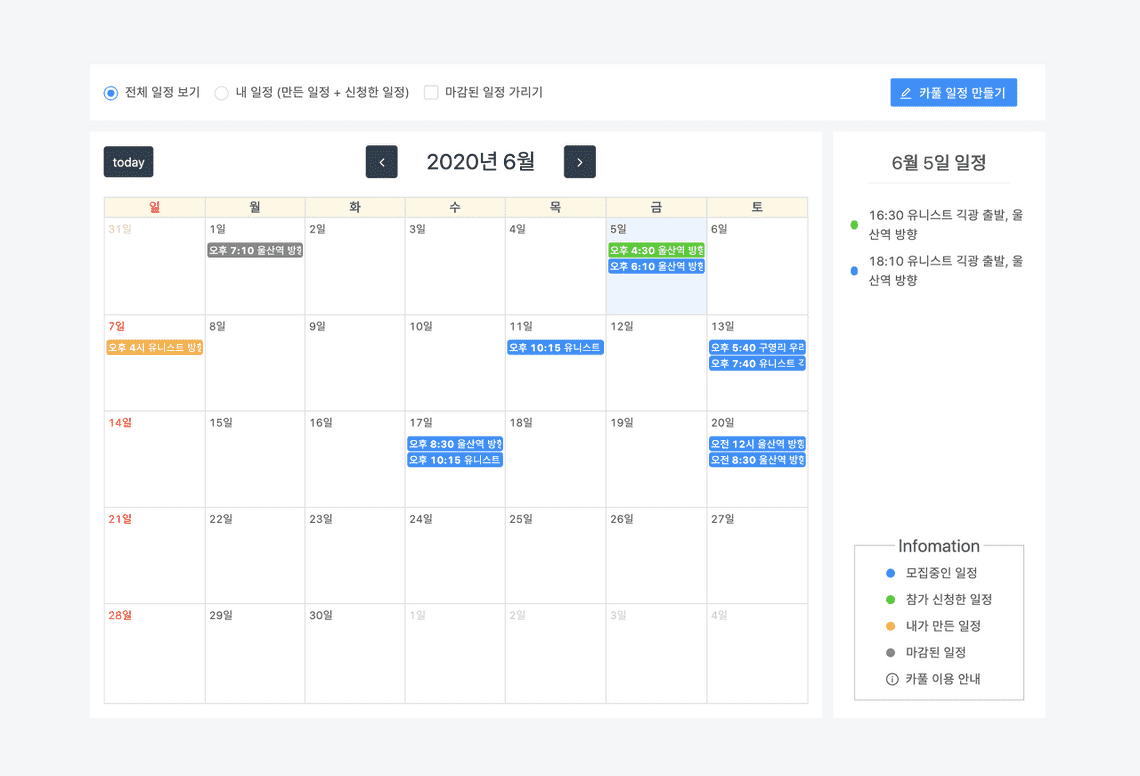 전체 일정 보기 내 일정 (만든 일정 + 신청한 일정) 마감된 일정 가리기 카풀 일정 만들기
today 2020년 6월
일 월 화 수 목 금 토
31일 1일 2일 3일 4일 5일 6일
오후 7:10 울산역 방향 오후 4:30 울산역 방향
오후 6:10 울산역 방향
7일 8일 9일 10일 11일 12일 13일
오후 4시 유니스트 방향 오후 10:15 유니스트 오후 5:40 구영리 우리
오후 7:40 유니스트
14일 15일 16일 17일 18일 19일 20일
오후 8:30 울산역 방향 오전 12시 울산역 방향
오후 10:15 유니스트 오전 8:30 울산역 방향
21일 22일 23일 24일 25일 26일 27일
28일 29일 30일 1일 2일 3일 4일
6월 5일 일정
16:30 유니스트 긱광 출발, 울
산역 방향
18:10 유니스트 긱광 출발, 울
산역 방향
Infomation
모집중인 일정
참가 신청한 일정
내가 만든 일정
마감된 일정
카풀 이용 안내